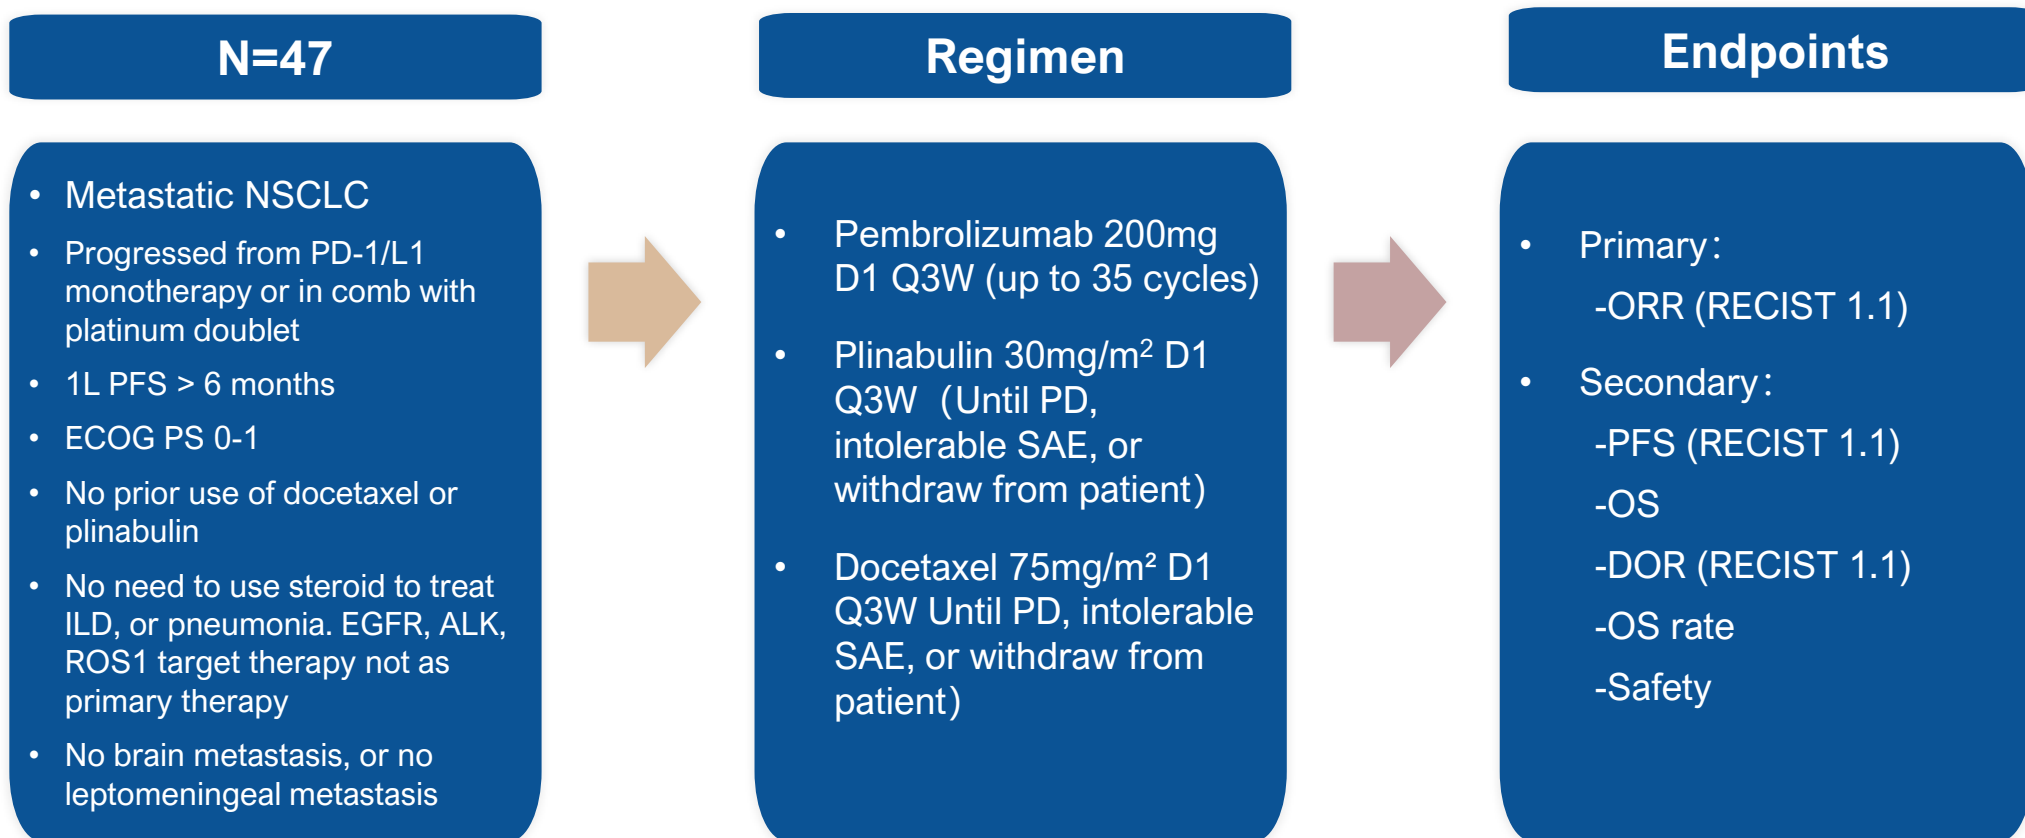 N=47
• Metastatic NSCLC
• Progressed from PD-1/L1
monotherapy or in comb with
platinum doublet
• 1L PFS > 6 months
• ECOG PS 0-1
• No prior use of docetaxel or
plinabulin
• No need to use steroid to treat
ILD, or pneumonia. EGFR, ALK,
ROS1 target therapy not as
primary therapy
• No brain metastasis, or no
leptomeningeal metastasis
Regimen
• Pembrolizumab 200mg
D1 Q3W (up to 35 cycles)
• Plinabulin 30mg/m² D1
Q3W（Until PD,
intolerable SAE, or
withdraw from patient）
• Docetaxel 75mg/m² D1
Q3W Until PD, intolerable
SAE, or withdraw from
patient）
Endpoints
• Primary：
-ORR (RECIST 1.1)
• Secondary：
-PFS (RECIST 1.1)
-OS
-DOR (RECIST 1.1)
-OS rate
-Safety